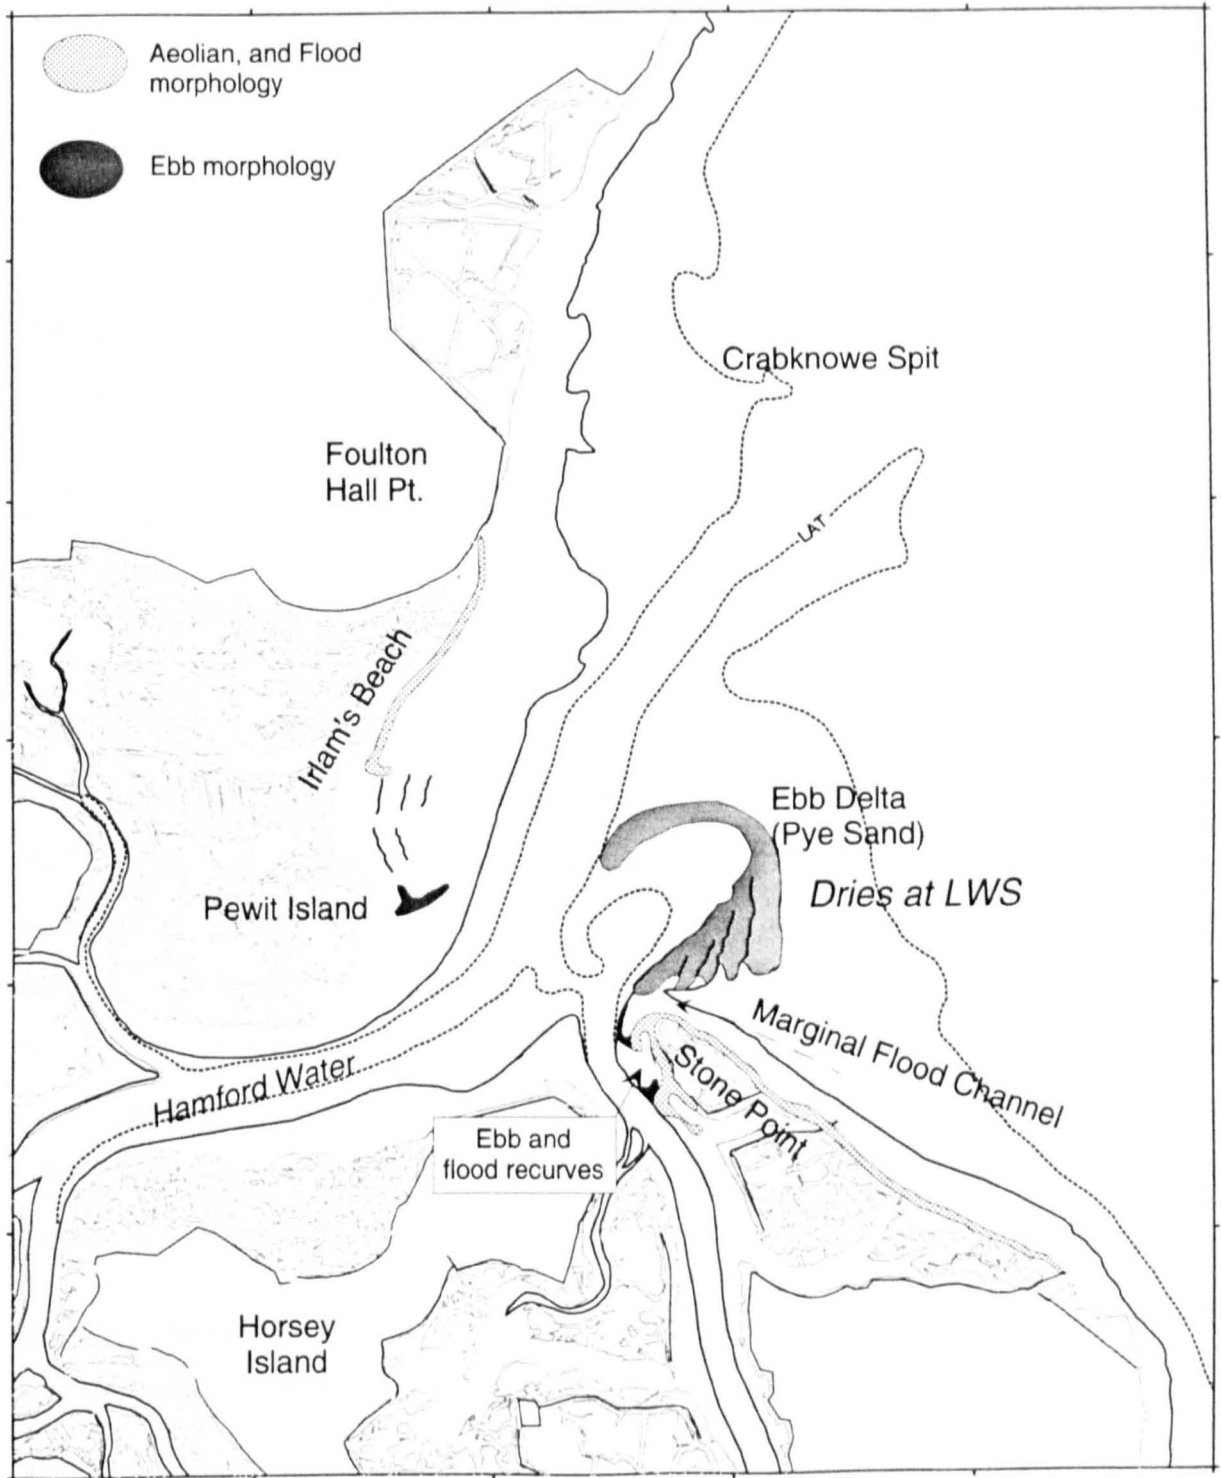 Aeolian, and Flood
morphology
Ebb morphology
Crabknowe Spit
Foulton
Hall Pt.
LAT
Irlam's Beach
Ebb Delta
(Pye Sand)
Dries at LWS
Pewit Island
Marginal Flood Channel
Stone Point
Hamford Water
Ebb and
flood recurves
Horsey
Island